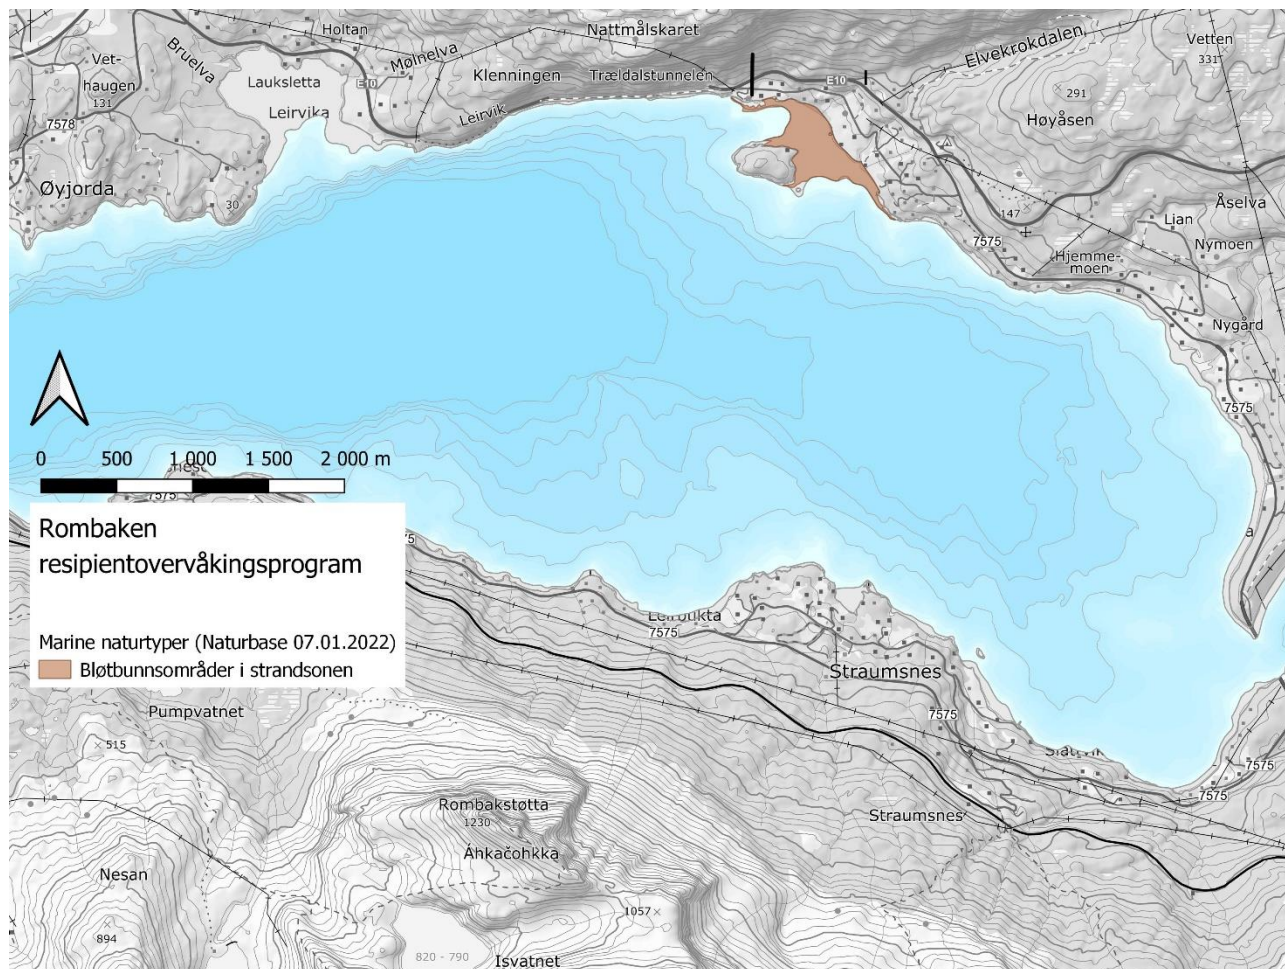 Holtan
Nattmålskaret
Elvekrokdalen
Vetten
331
Vet-
haugen
131
Bruelva
Mølnelva
Lauksletta
E10
Klenningen
Trældalstunnelen
E10
291
Høyåsen
Leirvika
Leirvik
7578
Øyjorda
30
147
Åselva
Lian
7575
Nymoen
Hjemme-
moen
Nygård
7575
0 500 1 000 1 500 2 000 m
7575
Rombaken
resipientovervåkingsprogram
Marine naturtyper (Naturbase 07.01.2022)
Bløtbunnsområder i strandsonen
7575
Straumsnes
7575
7575
7575
Pumpvatnet
515
Rombakstøtta
1230
Áhkačohkka
Straumsnes
Nesan
894
1057
820 - 790
Isvatnet